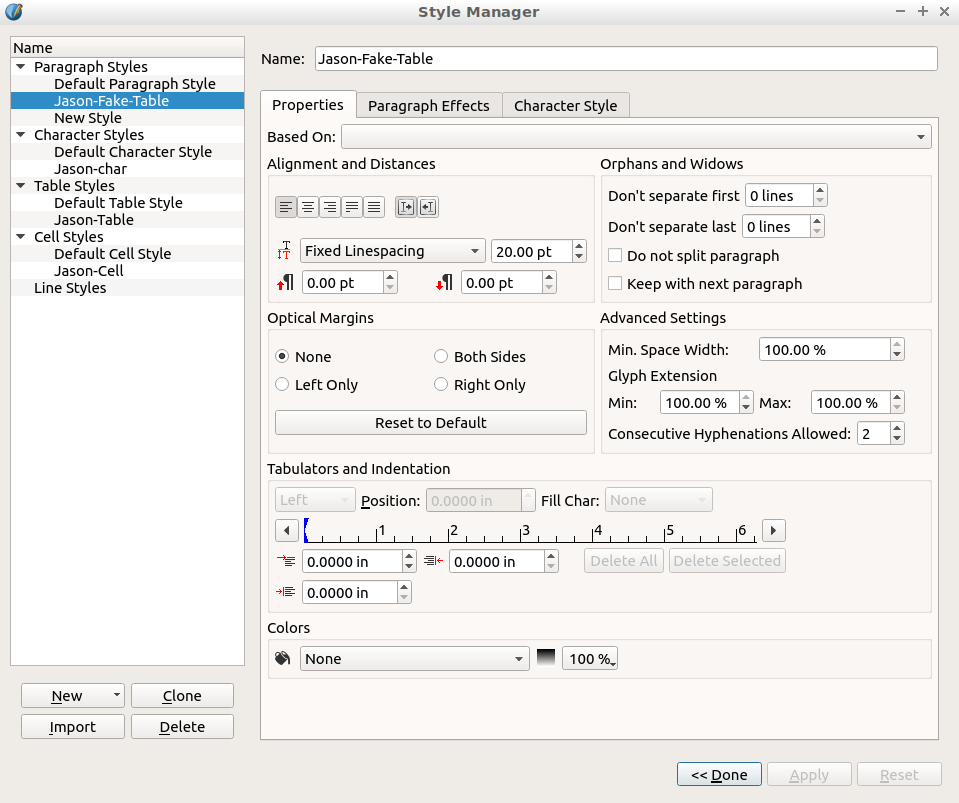 Style Manager
Name
Paragraph Styles
Default Paragraph Style
Jason-Fake-Table
New Style
Character Styles
Default Character Style
Jason-char
Table Styles
Default Table Style
Jason-Table
Cell Styles
Default Cell Style
Jason-Cell
Line Styles
New
Clone
Import
Delete
Name: Jason-Fake-Table
Properties Paragraph Effects Character Style
Based On:
Alignment and Distances
Fixed Linespacing 20.00 pt
0.00 pt 0.00 pt
Orphans and Widows
Don't separate first 0 lines
Don't separate last 0 lines
Do not split paragraph
Keep with next paragraph
Optical Margins
None Both Sides
Left Only Right Only
Reset to Default
Advanced Settings
Min. Space Width: 100.00 %
Glyph Extension
Min: 100.00 % Max: 100.00 %
Consecutive Hyphenations Allowed: 2
Tabulators and Indentation
Left Position: 0.0000 in Fill Char: None
1 2 3 4 5 6
0.0000 in 0.0000 in Delete All Delete Selected
0.0000 in
Colors
None 100 %
<< Done Apply Reset